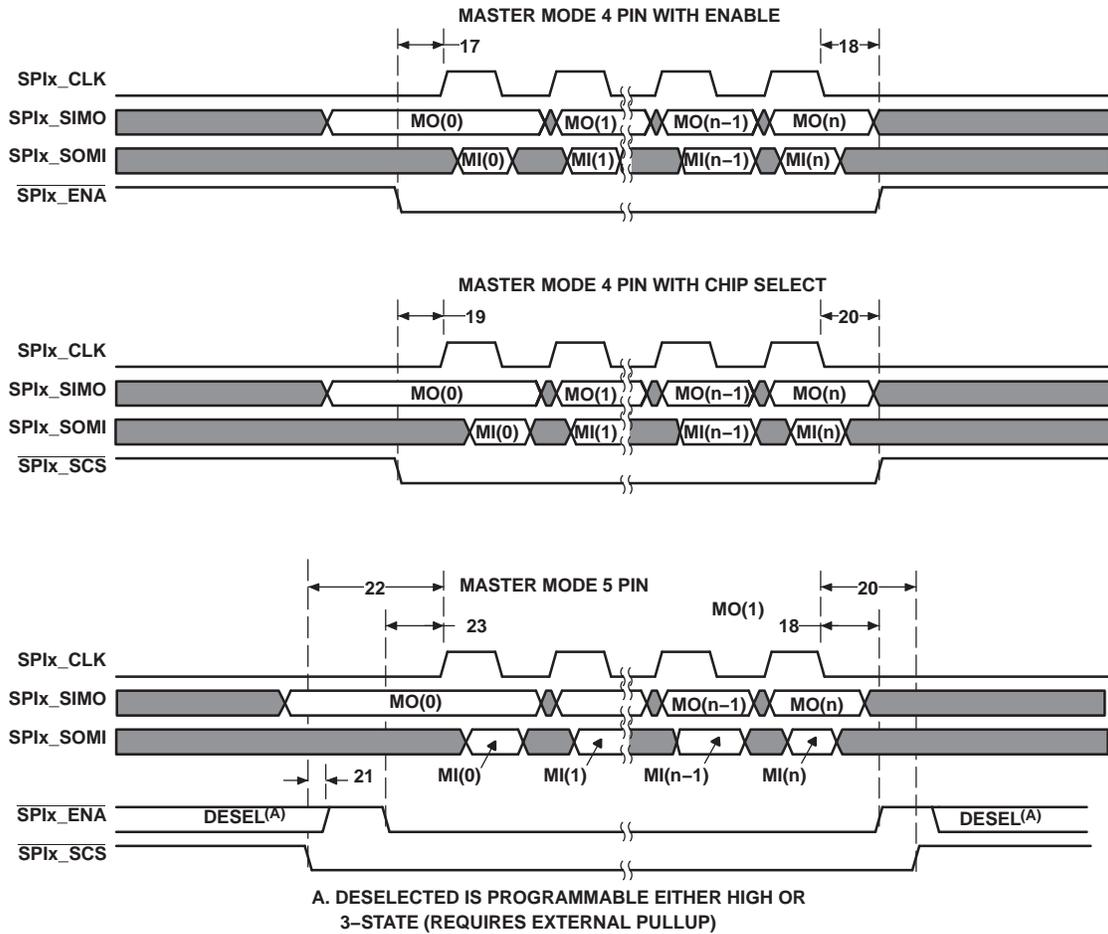 MASTER MODE 4 PIN WITH ENABLE
17
18
SPIx_CLK
SPIx_SIMO
MO(0)
MO(1)
MO(n−1)
MO(n)
SPIx_SOMI
MI(0)
MI(1)
MI(n−1)
MI(n)
SPIx_ENA
MASTER MODE 4 PIN WITH CHIP SELECT
19
20
SPIx_CLK
SPIx_SIMO
MO(0)
MO(1)
MO(n−1)
MO(n)
SPIx_SOMI
MI(0)
MI(1)
MI(n−1)
MI(n)
SPIx_SCS
22
MASTER MODE 5 PIN
20
MO(1)
23
18
SPIx_CLK
SPIx_SIMO
MO(0)
MO(n−1)
MO(n)
SPIx_SOMI
MI(0)
MI(1)
MI(n−1)
MI(n)
21
SPIx_ENA
DESEL(A)
DESEL(A)
SPIx_SCS
A. DESELECTED IS PROGRAMMABLE EITHER HIGH OR
3−STATE (REQUIRES EXTERNAL PULLUP)